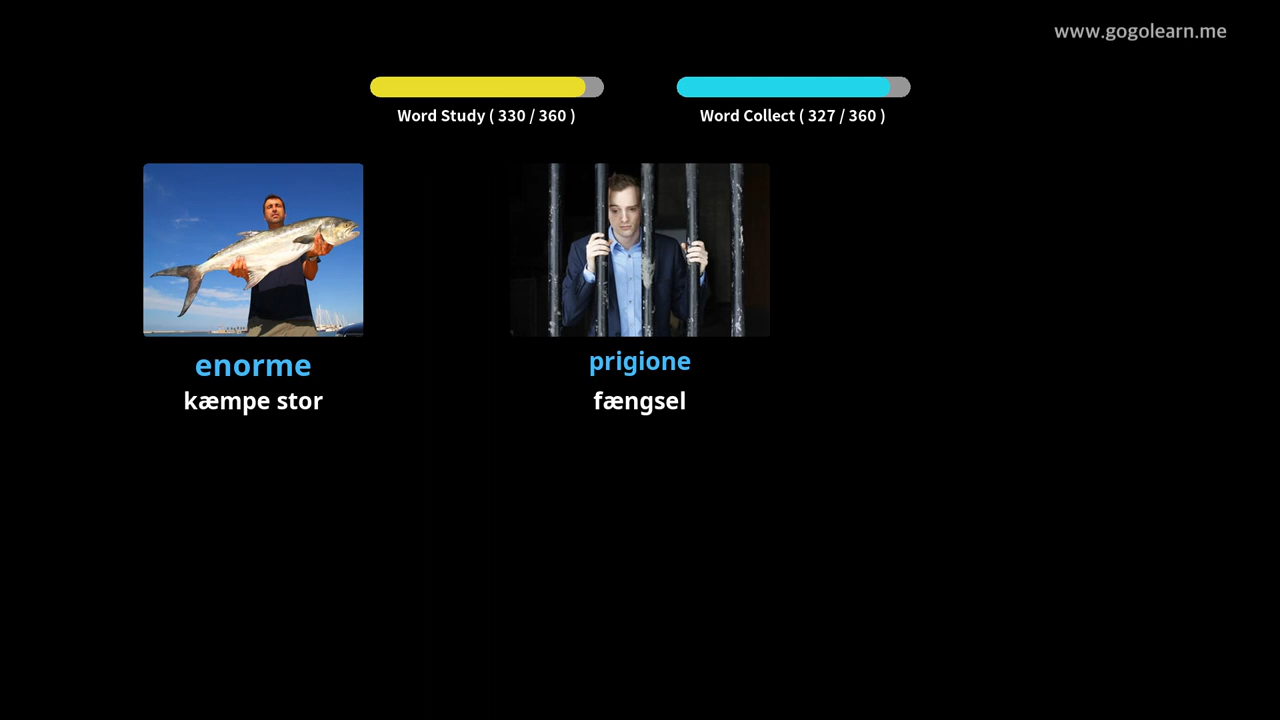 www.gogolearn.me
Word Study ( 330 / 360 )
Word Collect ( 327 / 360 )
enorme
kæmpe stor
prigione
fængsel